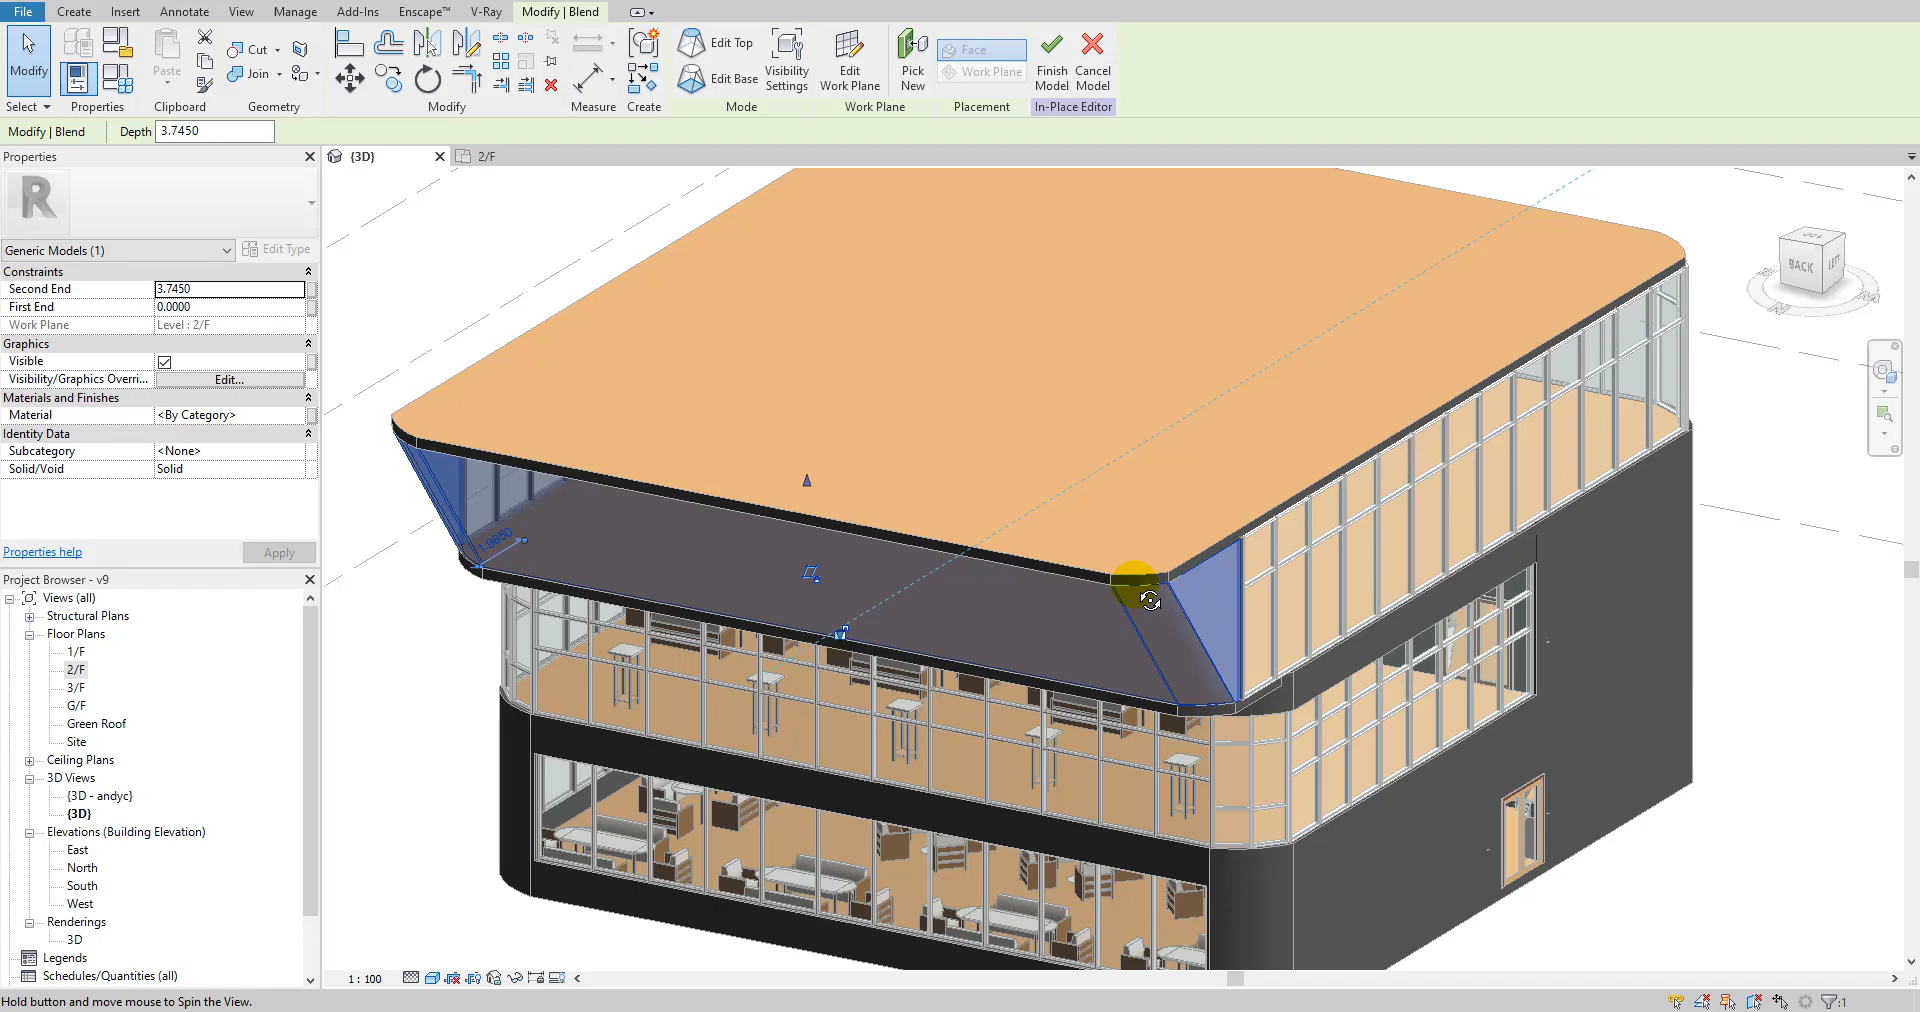 File Create Insert Annotate View Manage Add-Ins Enscape™ V-Ray Modify | Blend
Modify Paste Cut Join Edit Top Edit Base Visibility Settings Edit Work Plane Pick New Face Work Plane Finish Model Cancel Model
Select Properties Clipboard Geometry Modify Measure Create Mode Work Plane Placement In-Place Editor
Modify | Blend Depth 3.7450
Properties {3D} 2/F
R
Generic Models (1) Edit Type
Constraints
Second End 3.7450
First End 0.0000
Work Plane Level : 2/F
Graphics
Visible
Visibility/Graphics Overri... Edit...
Materials and Finishes
Material <By Category>
Identity Data
Subcategory <None>
Solid/Void Solid
Properties help Apply
Project Browser - v9
Views (all)
Structural Plans
Floor Plans
1/F
2/F
3/F
G/F
Green Roof
Site
Ceiling Plans
3D Views
{3D - andyc}
{3D}
Elevations (Building Elevation)
East
North
South
West
Renderings
3D
Legends
Schedules/Quantities (all)
1.9850
TOP
BACK LEFT
N
1 : 100
Hold button and move mouse to Spin the View.
:1